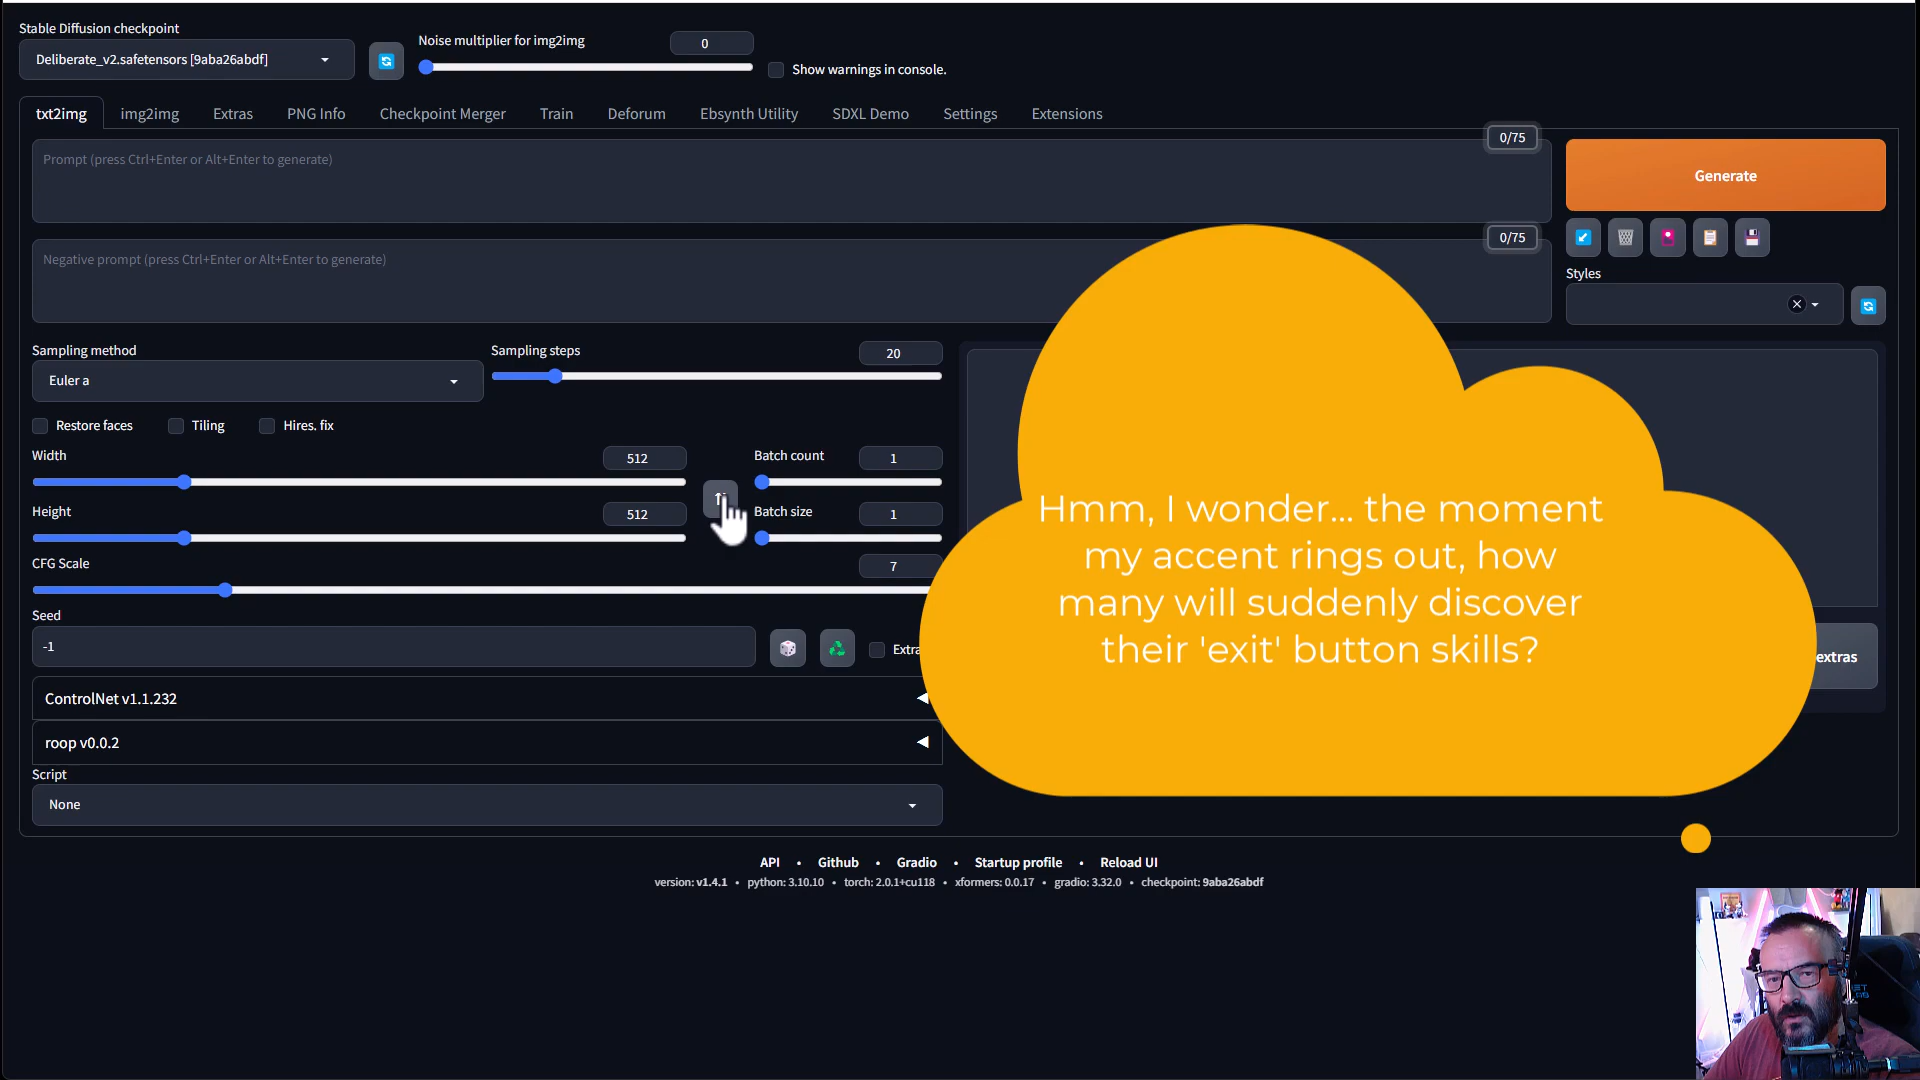 Stable Diffusion checkpoint
Deliberate_v2.safetensors [9aba26abdf]
Noise multiplier for img2img
0
Show warnings in console.
txt2img
img2img
Extras
PNG Info
Checkpoint Merger
Train
Deforum
Ebsynth Utility
SDXL Demo
Settings
Extensions
0/75
Prompt (press Ctrl+Enter or Alt+Enter to generate)
Generate
0/75
Negative prompt (press Ctrl+Enter or Alt+Enter to generate)
Styles
Sampling method
Euler a
Sampling steps
20
Restore faces
Tiling
Hires. fix
Width
512
Batch count
1
Height
512
Batch size
1
CFG Scale
7
Seed
-1
Extra
ControlNet v1.1.232
roop v0.0.2
Script
None
Hmm, I wonder... the moment
my accent rings out, how
many will suddenly discover
their 'exit' button skills?
extras
API • Github • Gradio • Startup profile • Reload UI
version: v1.4.1 • python: 3.10.10 • torch: 2.0.1+cu118 • xformers: 0.0.17 • gradio: 3.32.0 • checkpoint: 9aba26abdf